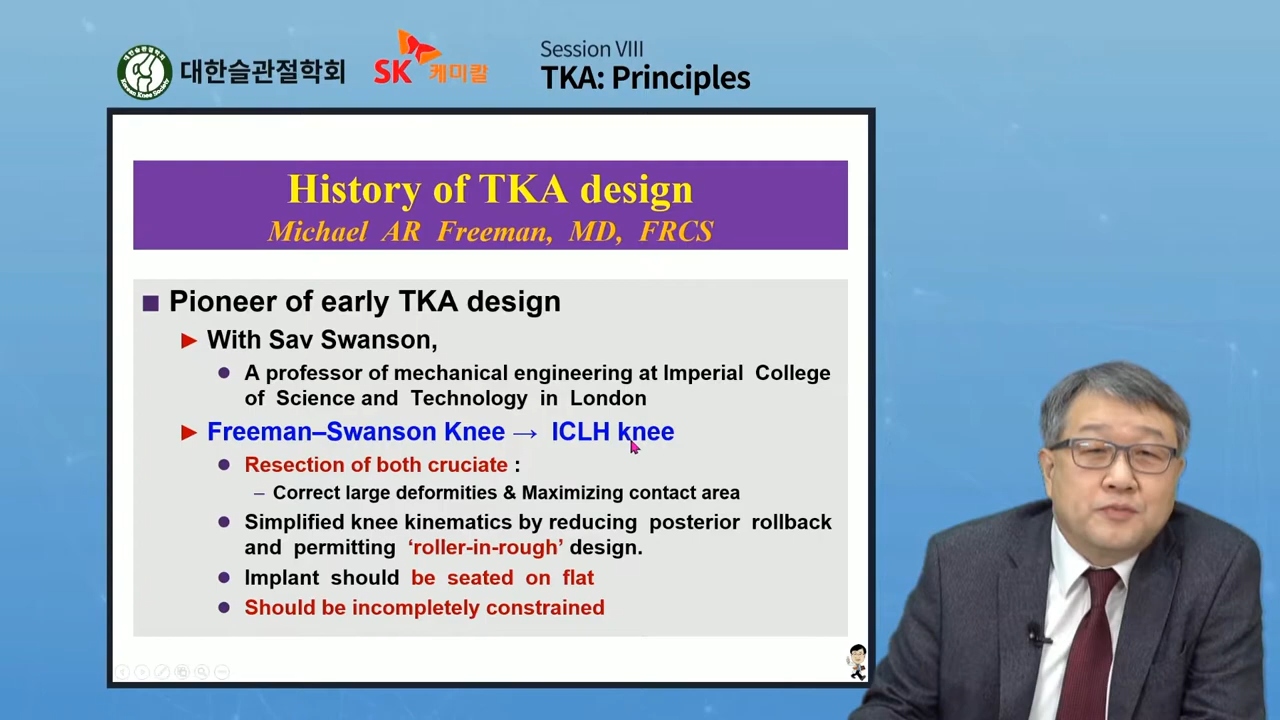 대한슬관절학회
SK 케미칼
Session VIII
TKA: Principles
History of TKA design
Michael AR Freeman, MD, FRCS
Pioneer of early TKA design
With Sav Swanson,
A professor of mechanical engineering at Imperial College
of Science and Technology in London
Freeman–Swanson Knee → ICLH knee
Resection of both cruciate :
– Correct large deformities & Maximizing contact area
Simplified knee kinematics by reducing posterior rollback
and permitting ‘roller-in-rough’ design.
Implant should be seated on flat
Should be incompletely constrained